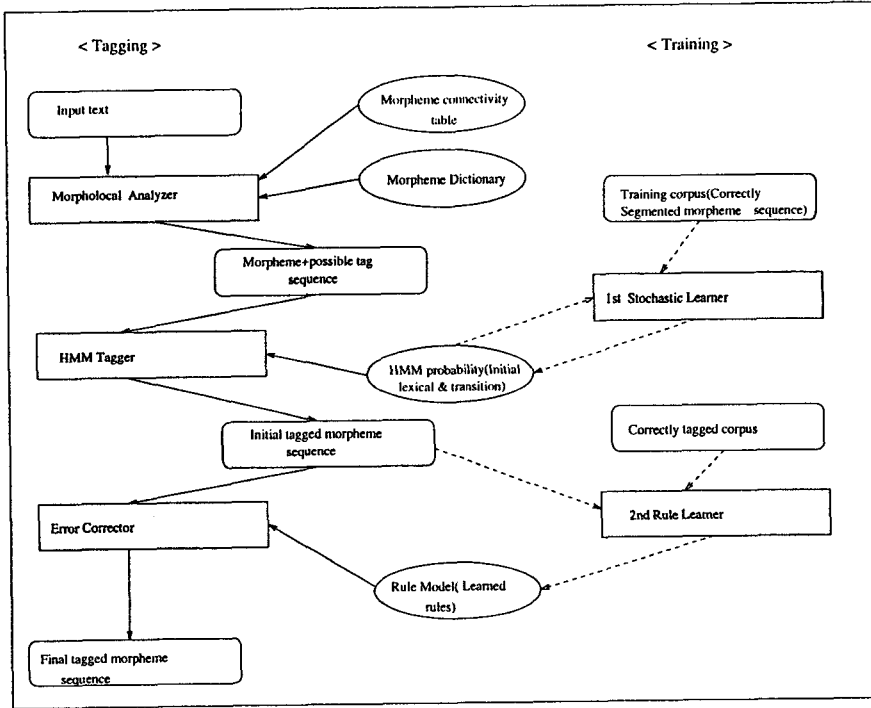 < Tagging >
< Training >
Input text
Morpheme connectivity
table
Morpholocal Analyzer
Morpheme Dictionary
Training corpus(Correctly
Segmented morpheme sequence)
Morpheme+possible tag
sequence
1st Stochastic Learner
HMM Tagger
HMM probability(Initial
lexical & transition)
Initial tagged morpheme
sequence
Correctly tagged corpus
Error Corrector
2nd Rule Learner
Rule Model( Learned
rules)
Final tagged morpheme
sequence